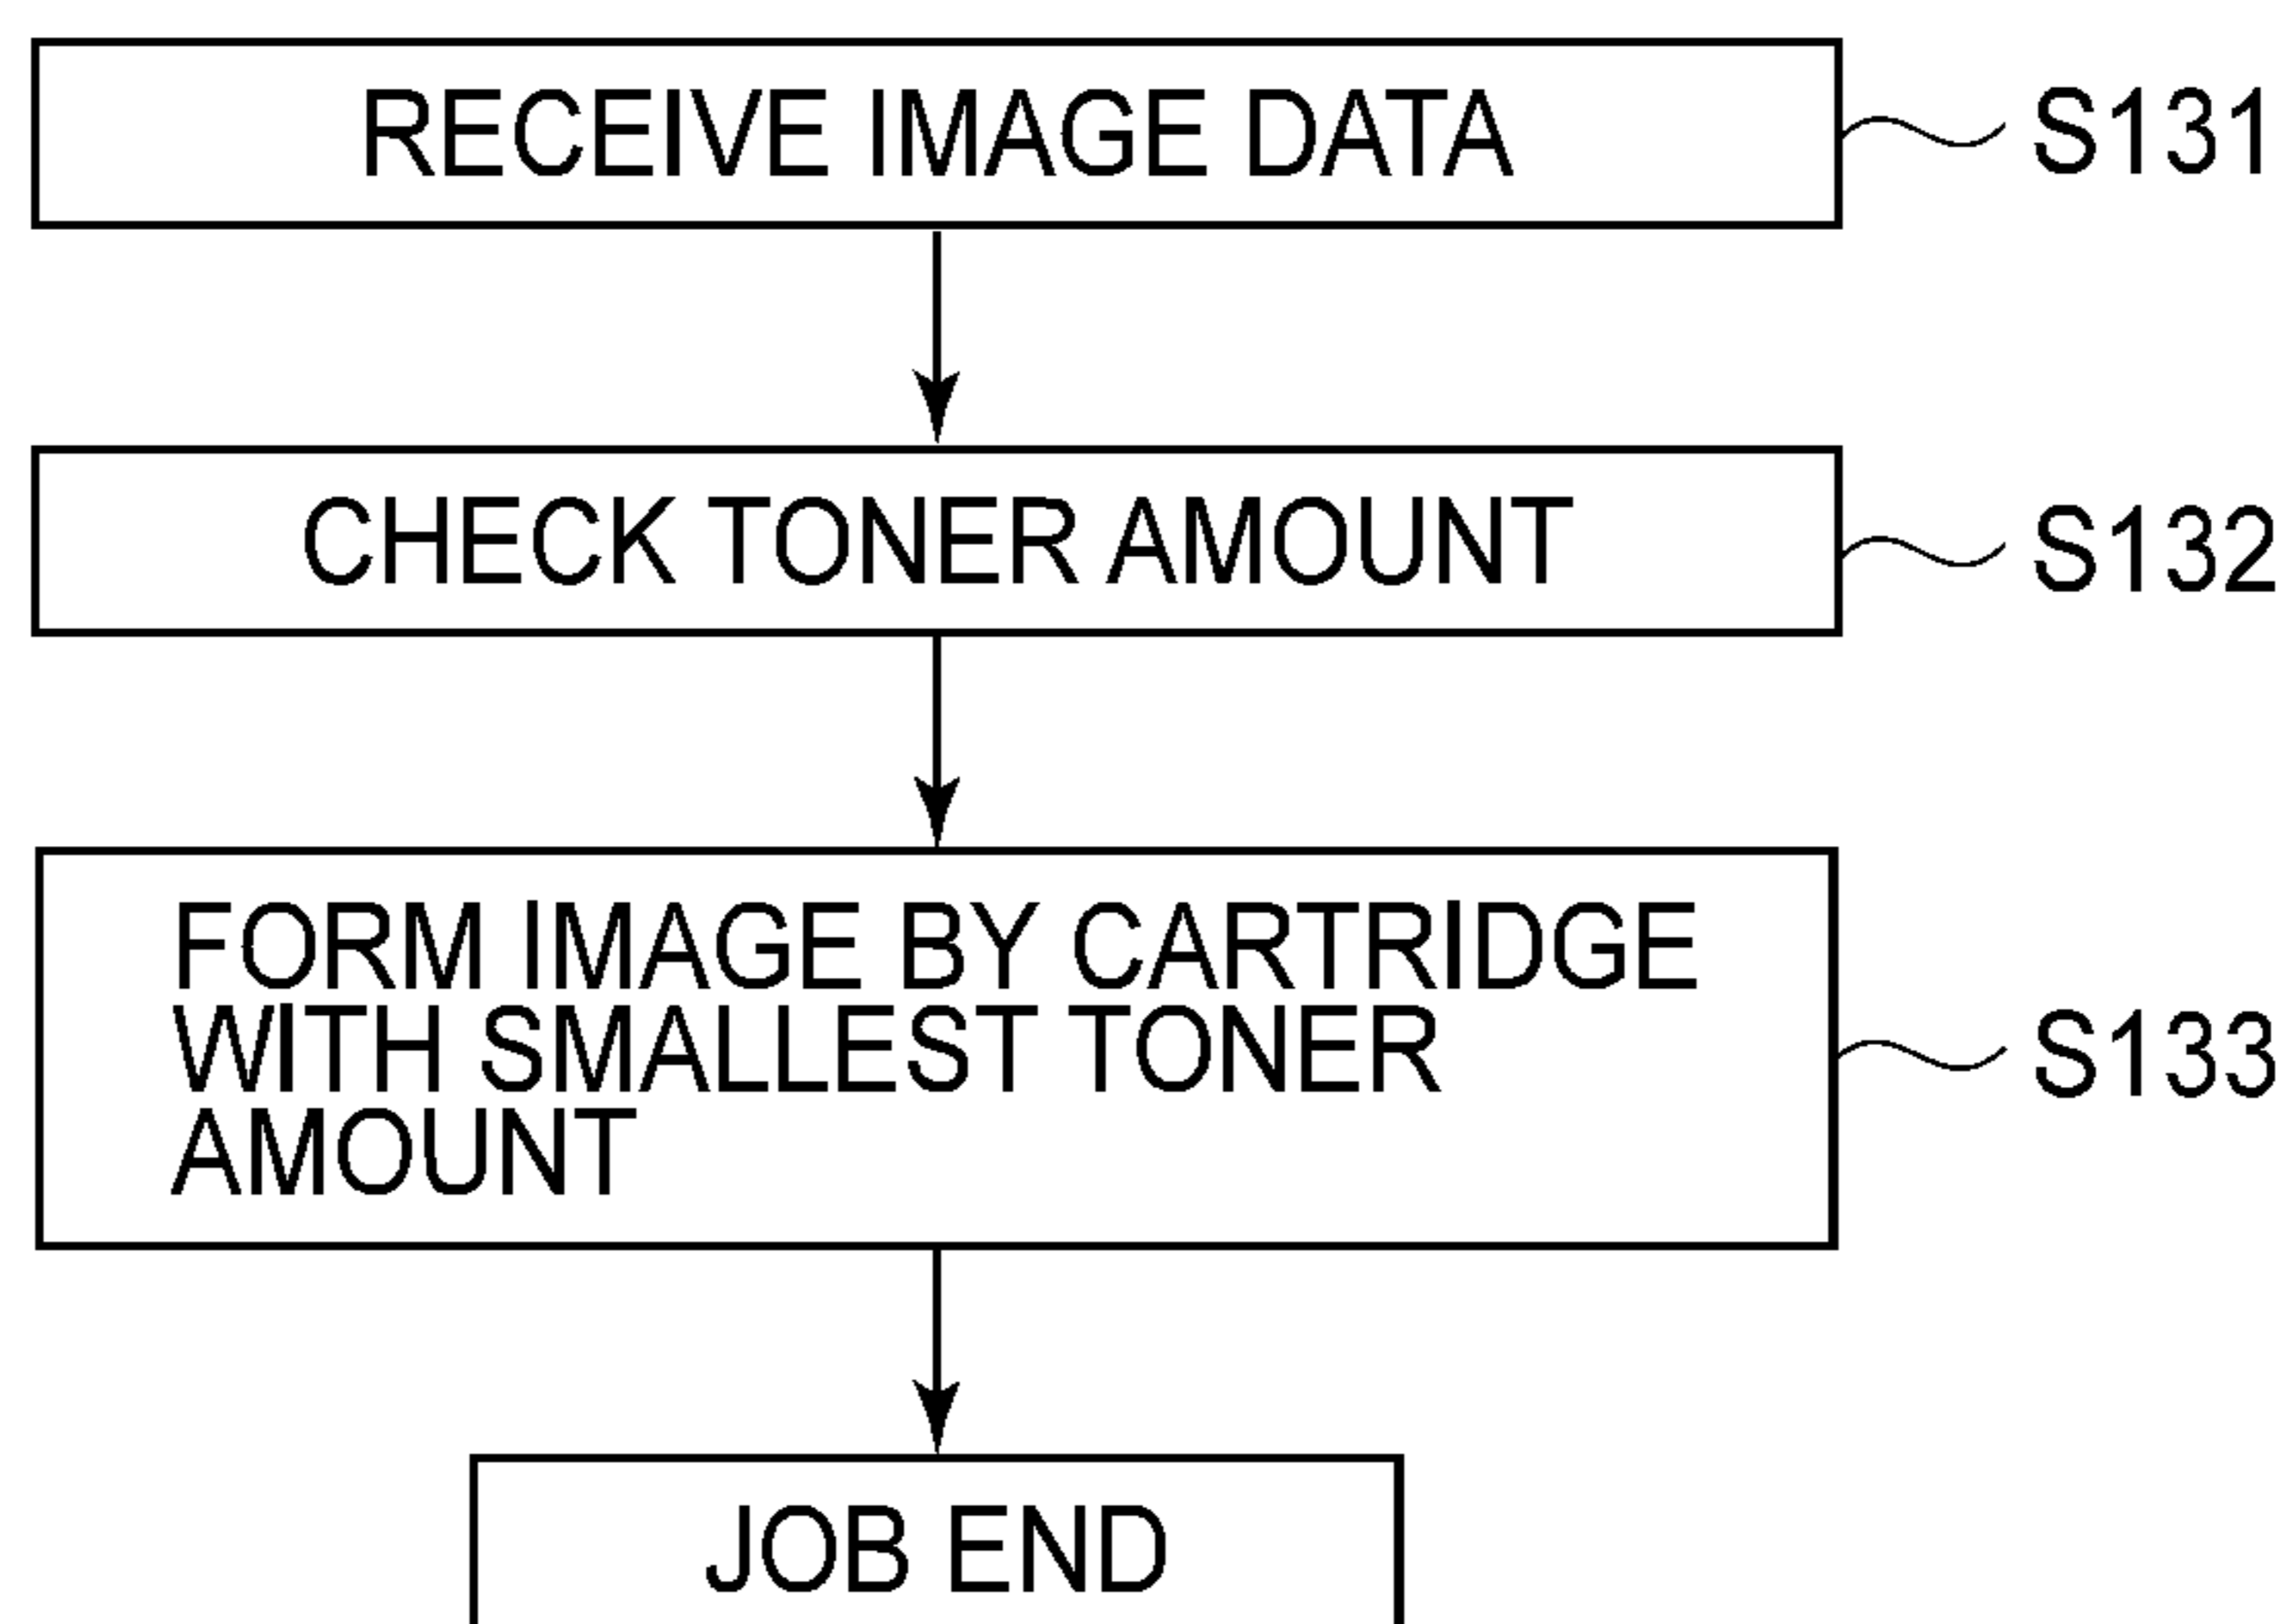 RECEIVE IMAGE DATA
S131
CHECK TONER AMOUNT
S132
FORM IMAGE BY CARTRIDGE
WITH SMALLEST TONER
AMOUNT
S133
JOB END